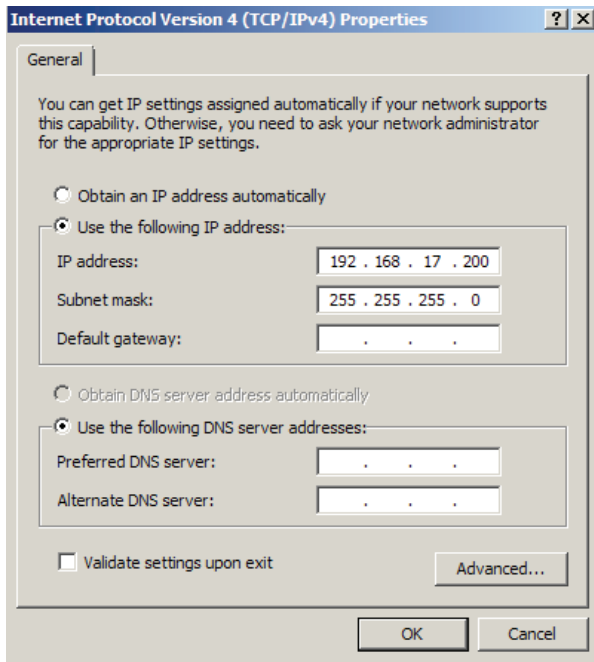 Internet Protocol Version 4 (TCP/IPv4) Properties
General
You can get IP settings assigned automatically if your network supports
this capability. Otherwise, you need to ask your network administrator
for the appropriate IP settings.
Obtain an IP address automatically
Use the following IP address:
IP address: 192 . 168 . 17 . 200
Subnet mask: 255 . 255 . 255 . 0
Default gateway: . . .
Obtain DNS server address automatically
Use the following DNS server addresses:
Preferred DNS server: . . .
Alternate DNS server: . . .
Validate settings upon exit
Advanced...
OK Cancel